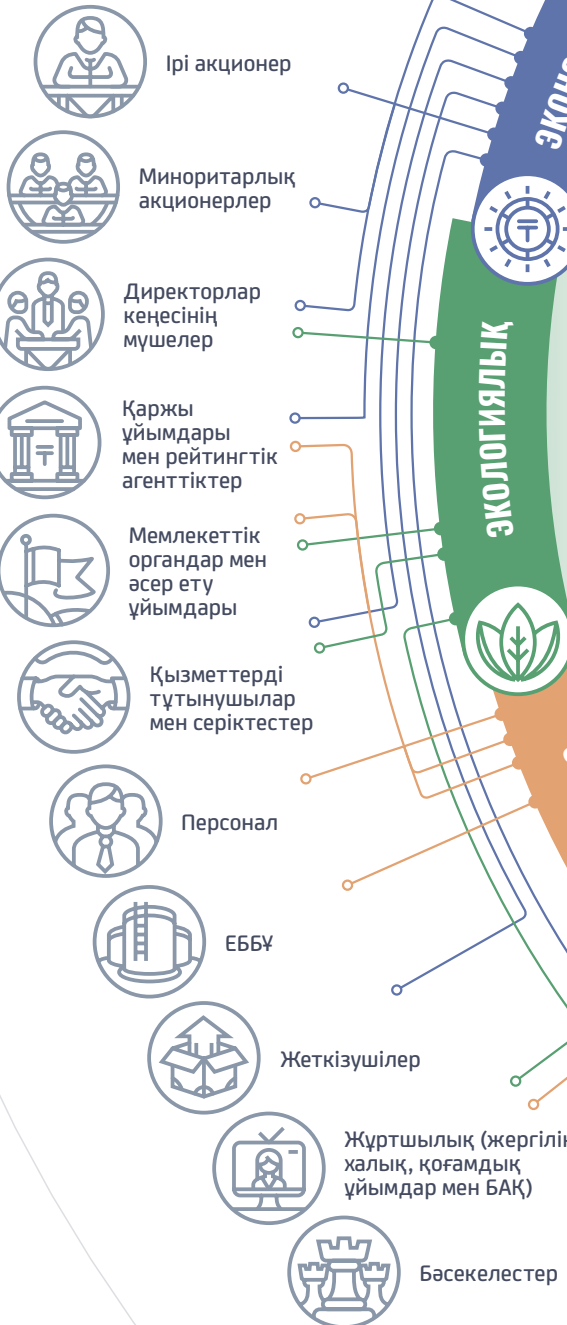 Ірі акционер
Миноритарлық
акционерлер
Директорлар
кеңесінің
мүшелер
Қаржы
ұйымдары
мен рейтингтік
агенттіктер
Мемлекеттік
органдар мен
әсер ету
ұйымдары
Қызметтерді
тұтынушылар
мен серіктестер
Персонал
ЕББҰ
Жеткізушілер
Жұртшылық (жергілік
халық, қоғамдық
ұйымдар мен БАҚ)
Бәсекелестер
ЭКОЛОГИЯЛЫҚ